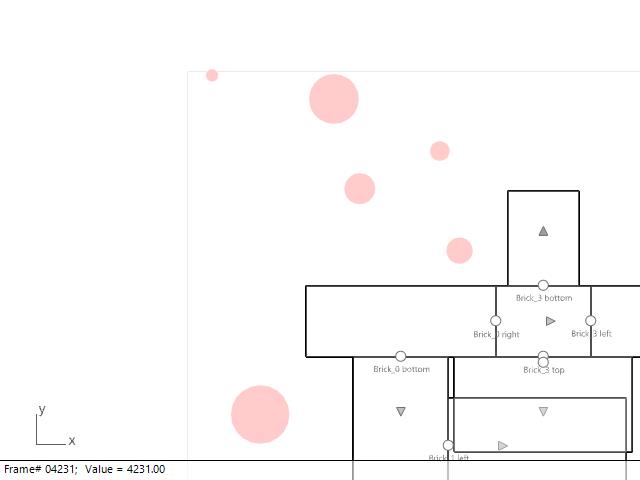 Brick_3 bottom
Brick_0 right
Brick_3 left
Brick_0 bottom
Brick_3 top
y
x
Brick_1 left
Frame# 04231; Value = 4231.00